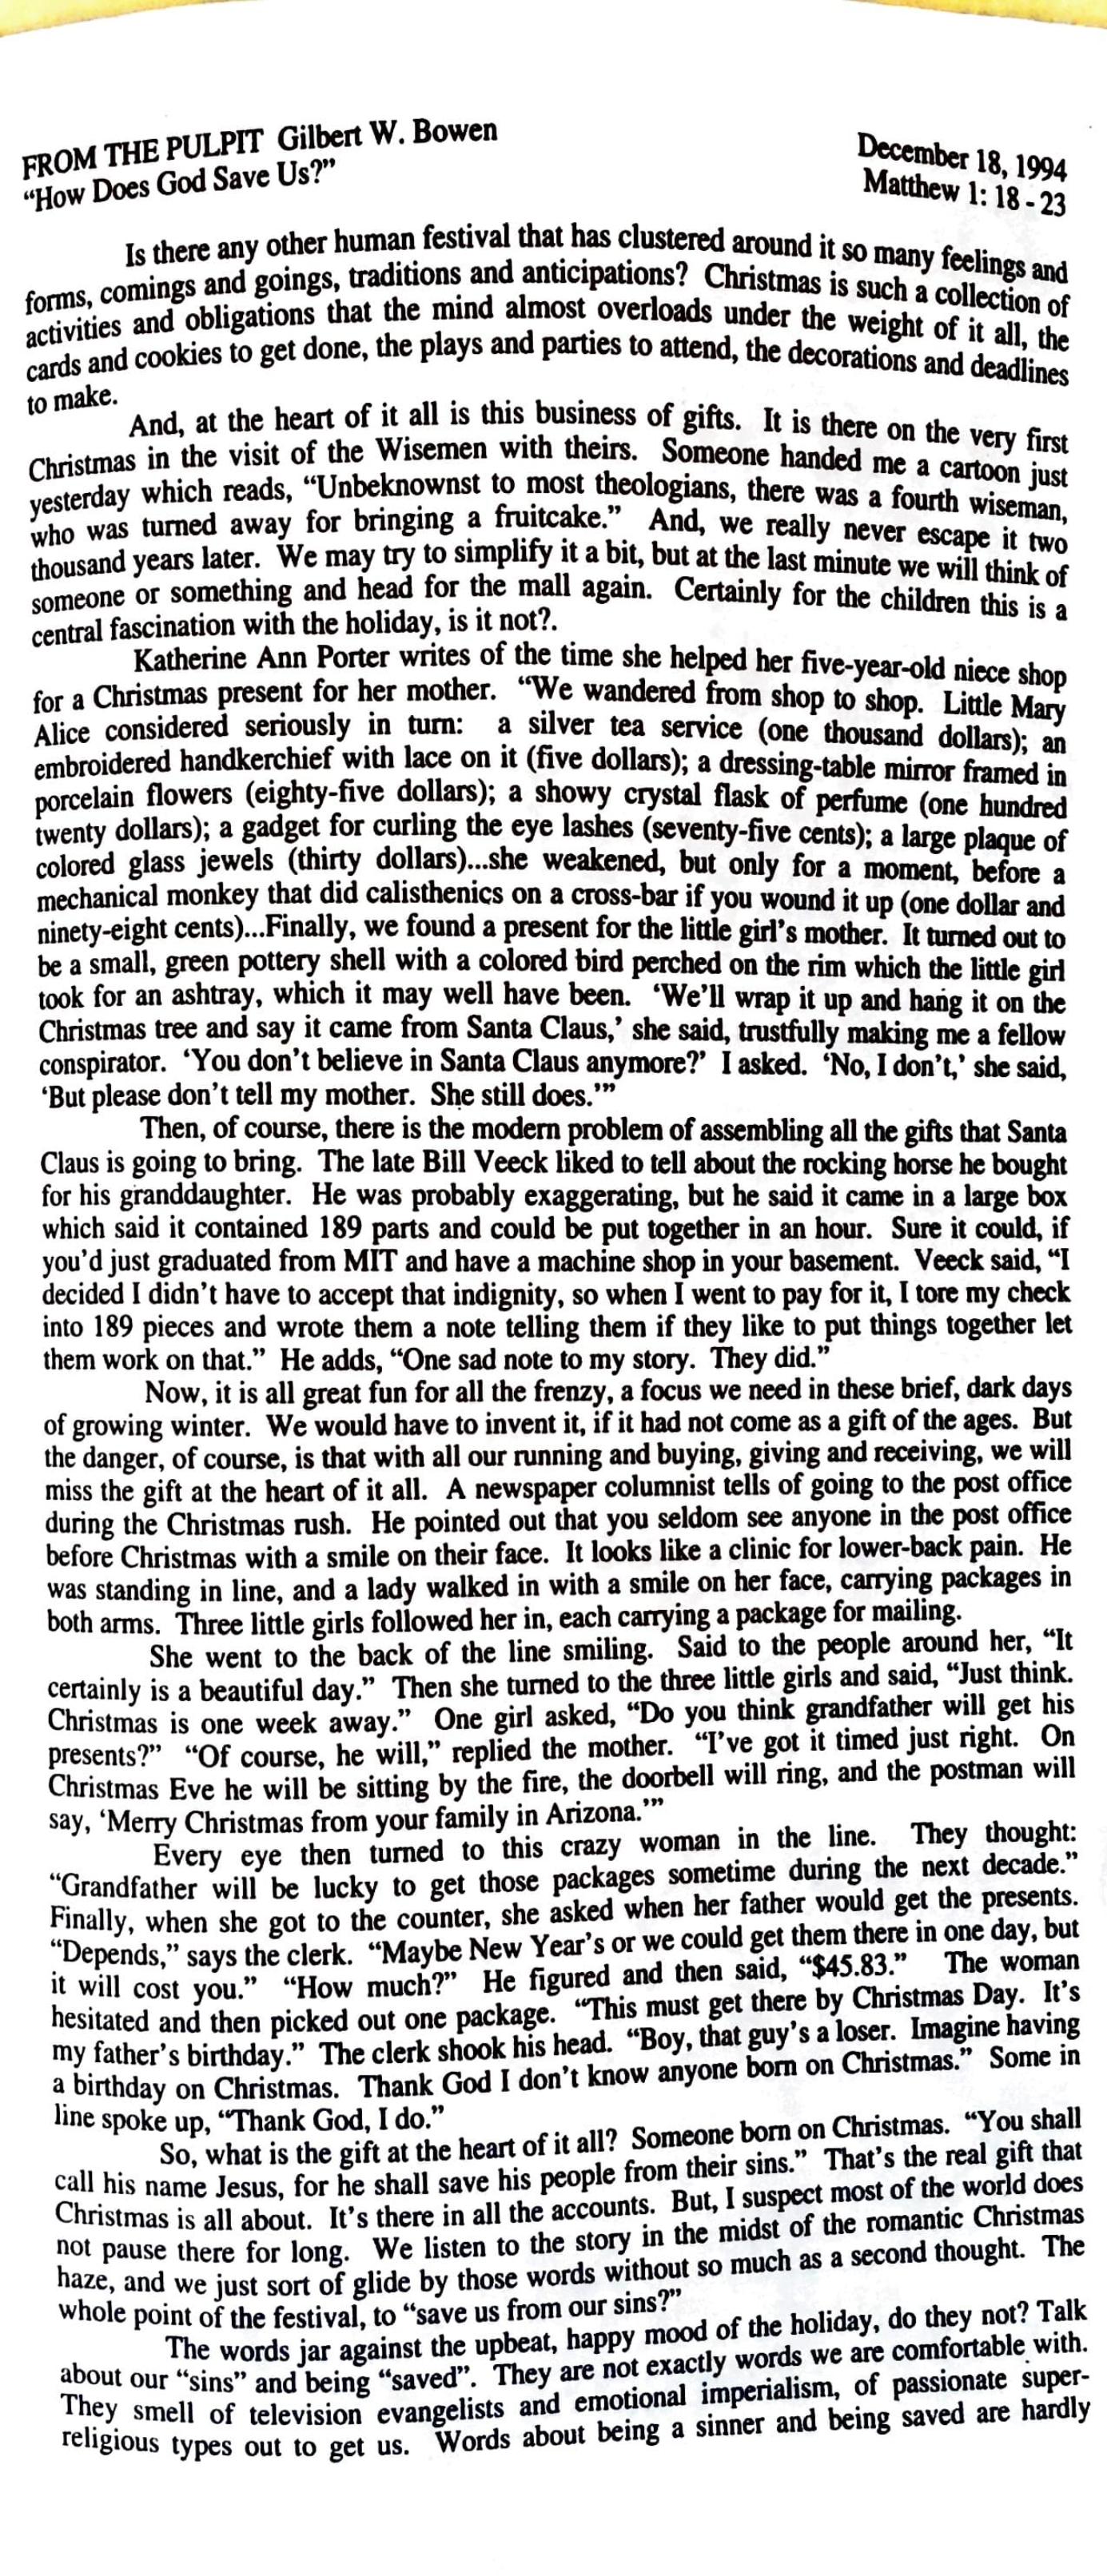 FROM THE PULPIT Gilbert W. Bowen
December 18, 1994
"How Does God Save Us?"
Matthew 1: 18 - 23
Is there any other human festival that has clustered around it so many feelings and
forms, comings and goings, traditions and anticipations? Christmas is such a collection of
activities and obligations that the mind almost overloads under the weight of it all, the
cards and cookies to get done, the plays and parties to attend, the decorations and deadlines
to make.
And, at the heart of it all is this business of gifts. It is there on the very first
Christmas in the visit of the Wisemen with theirs. Someone handed me a cartoon just
yesterday which reads, "Unbeknownst to most theologians, there was a fourth wiseman,
who was turned away for bringing a fruitcake." And, we really never escape it two
thousand years later. We may try to simplify it a bit, but at the last minute we will think of
someone or something and head for the mall again. Certainly for the children this is a
central fascination with the holiday, is it not?.
Katherine Ann Porter writes of the time she helped her five-year-old niece shop
for a Christmas present for her mother. "We wandered from shop to shop. Little Mary
Alice considered seriously in turn: a silver tea service (one thousand dollars); an
embroidered handkerchief with lace on it (five dollars); a dressing-table mirror framed in
porcelain flowers (eighty-five dollars); a showy crystal flask of perfume (one hundred
twenty dollars); a gadget for curling the eye lashes (seventy-five cents); a large plaque of
colored glass jewels (thirty dollars)...she weakened, but only for a moment, before a
mechanical monkey that did calisthenics on a cross-bar if you wound it up (one dollar and
ninety-eight cents)...Finally, we found a present for the little girl's mother. It turned out to
be a small, green pottery shell with a colored bird perched on the rim which the little girl
took for an ashtray, which it may well have been. 'We'll wrap it up and hang it on the
Christmas tree and say it came from Santa Claus,' she said, trustfully making me a fellow
conspirator. 'You don't believe in Santa Claus anymore?' I asked. 'No, I don't,' she said,
'But please don't tell my mother. She still does.'"
Then, of course, there is the modern problem of assembling all the gifts that Santa
Claus is going to bring. The late Bill Veeck liked to tell about the rocking horse he bought
for his granddaughter. He was probably exaggerating, but he said it came in a large box
which said it contained 189 parts and could be put together in an hour. Sure it could, if
you'd just graduated from MIT and have a machine shop in your basement. Veeck said, "I
decided I didn't have to accept that indignity, so when I went to pay for it, I tore my check
into 189 pieces and wrote them a note telling them if they like to put things together let
them work on that." He adds, "One sad note to my story. They did."
Now, it is all great fun for all the frenzy, a focus we need in these brief, dark days
of growing winter. We would have to invent it, if it had not come as a gift of the ages. But
the danger, of course, is that with all our running and buying, giving and receiving, we will
miss the gift at the heart of it all. A newspaper columnist tells of going to the post office
during the Christmas rush. He pointed out that you seldom see anyone in the post office
before Christmas with a smile on their face. It looks like a clinic for lower-back pain. He
was standing in line, and a lady walked in with a smile on her face, carrying packages in
both arms. Three little girls followed her in, each carrying a package for mailing.
She went to the back of the line smiling. Said to the people around her, "It
certainly is a beautiful day." Then she turned to the three little girls and said, "Just think.
Christmas is one week away." One girl asked, "Do you think grandfather will get his
presents?" "Of course, he will," replied the mother. "I've got it timed just right. On
Christmas Eve he will be sitting by the fire, the doorbell will ring, and the postman will
say, 'Merry Christmas from your family in Arizona.'"
Every eye then turned to this crazy woman in the line. They thought:
"Grandfather will be lucky to get those packages sometime during the next decade."
Finally, when she got to the counter, she asked when her father would get the presents.
"Depends," says the clerk. "Maybe New Year's or we could get them there in one day, but
it will cost you." "How much?" He figured and then said, "$45.83." The woman
hesitated and then picked out one package. "This must get there by Christmas Day. It's
my father's birthday." The clerk shook his head. "Boy, that guy's a loser. Imagine having
a birthday on Christmas. Thank God I don't know anyone born on Christmas." Some in
line spoke up, "Thank God, I do."
So, what is the gift at the heart of it all? Someone born on Christmas. "You shall
call his name Jesus, for he shall save his people from their sins." That's the real gift that
Christmas is all about. It's there in all the accounts. But, I suspect most of the world does
not pause there for long. We listen to the story in the midst of the romantic Christmas
haze, and we just sort of glide by those words without so much as a second thought. The
whole point of the festival, to "save us from our sins?"
The words jar against the upbeat, happy mood of the holiday, do they not? Talk
about our "sins" and being "saved". They are not exactly words we are comfortable with.
They smell of television evangelists and emotional imperialism, of passionate super-
religious types out to get us. Words about being a sinner and being saved are hardly